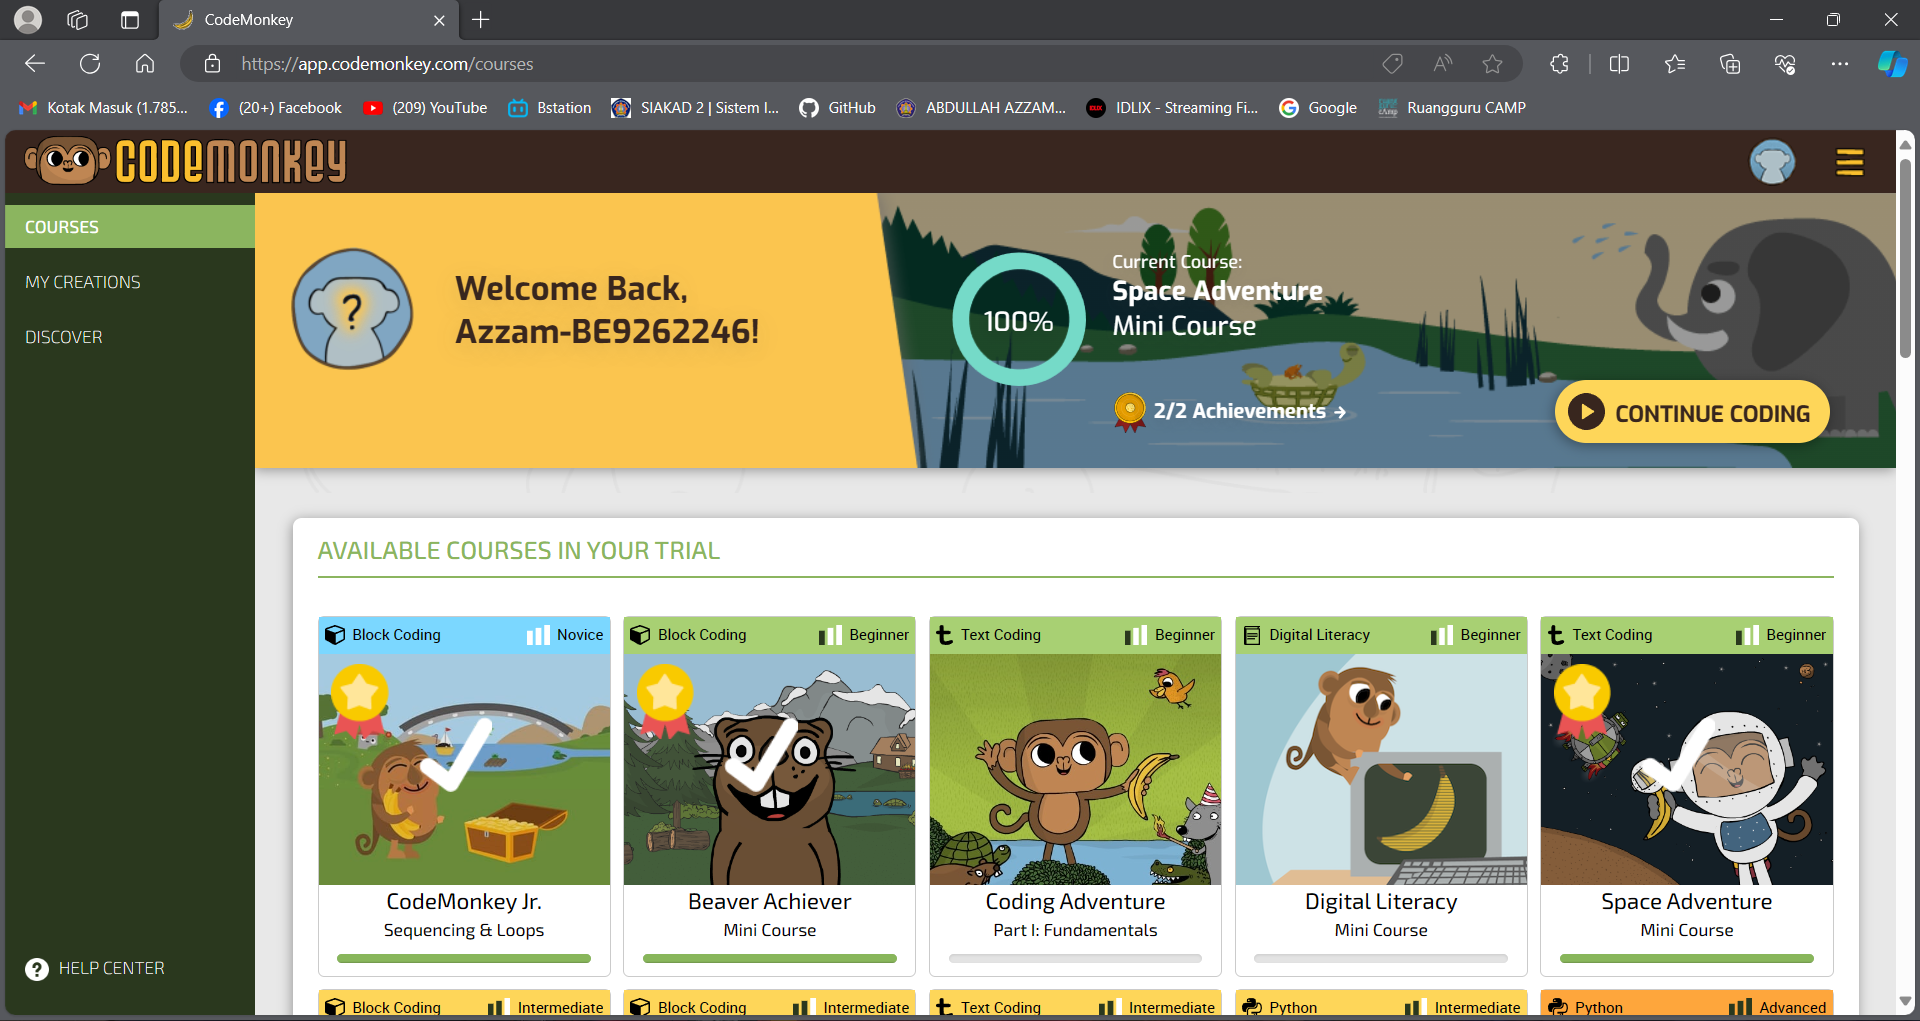 CodeMonkey
https://app.codemonkey.com/courses
Kotak Masuk (1.785...
(20+) Facebook
(209) YouTube
Bstation
SIAKAD 2 | Sistem I...
GitHub
ABDULLAH AZZAM...
IDLIX - Streaming Fi...
Google
Ruangguru CAMP
CODEMONKEY
COURSES
MY CREATIONS
DISCOVER
HELP CENTER
Welcome Back,
Azzam-BE9262246!
100%
Current Course:
Space Adventure
Mini Course
2/2 Achievements →
CONTINUE CODING
AVAILABLE COURSES IN YOUR TRIAL
Block Coding Novice
CodeMonkey Jr.
Sequencing & Loops
Block Coding Beginner
Beaver Achiever
Mini Course
Text Coding Beginner
Coding Adventure
Part I: Fundamentals
Digital Literacy Beginner
Digital Literacy
Mini Course
Text Coding Beginner
Space Adventure
Mini Course
Block Coding Intermediate
Block Coding Intermediate
Text Coding Intermediate
Python Intermediate
Python Advanced